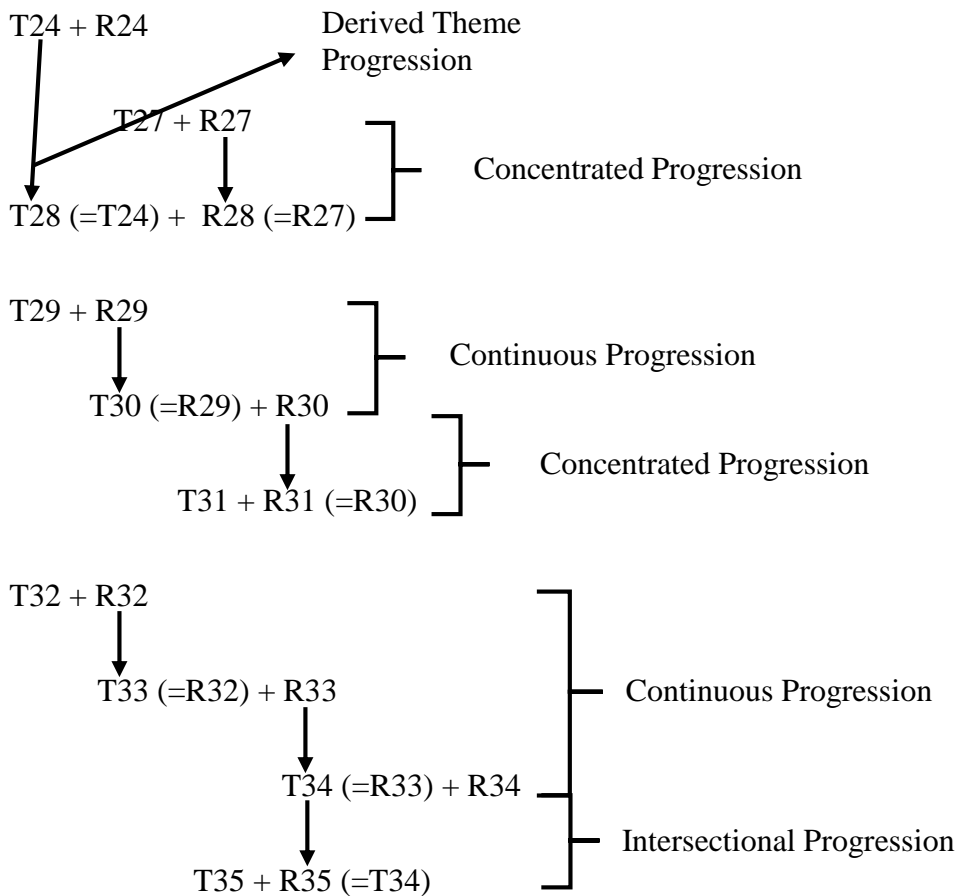 T24 + R24
Derived Theme
Progression
T27 + R27
Concentrated Progression
T28 (=T24) + R28 (=R27)
T29 + R29
Continuous Progression
T30 (=R29) + R30
Concentrated Progression
T31 + R31 (=R30)
T32 + R32
T33 (=R32) + R33
Continuous Progression
T34 (=R33) + R34
Intersectional Progression
T35 + R35 (=T34)